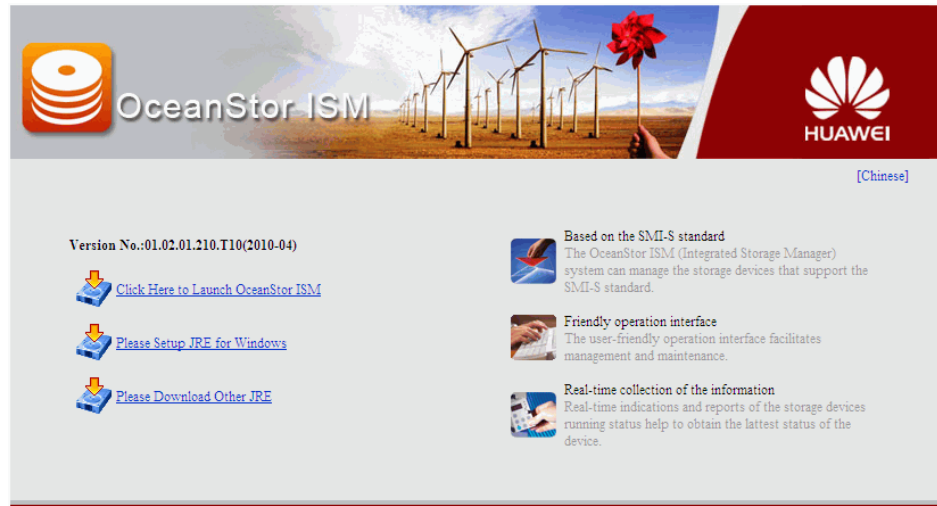 OceanStor ISM
HUAWEI
[Chinese]
Version No.:01.02.01.210.T10(2010-04)
Click Here to Launch OceanStor ISM
Please Setup JRE for Windows
Please Download Other JRE
Based on the SMI-S standard
The OceanStor ISM (Integrated Storage Manager)
system can manage the storage devices that support the
SMI-S standard.
Friendly operation interface
The user-friendly operation interface facilitates
management and maintenance.
Real-time collection of the information
Real-time indications and reports of the storage devices
running status help to obtain the lattest status of the
device.